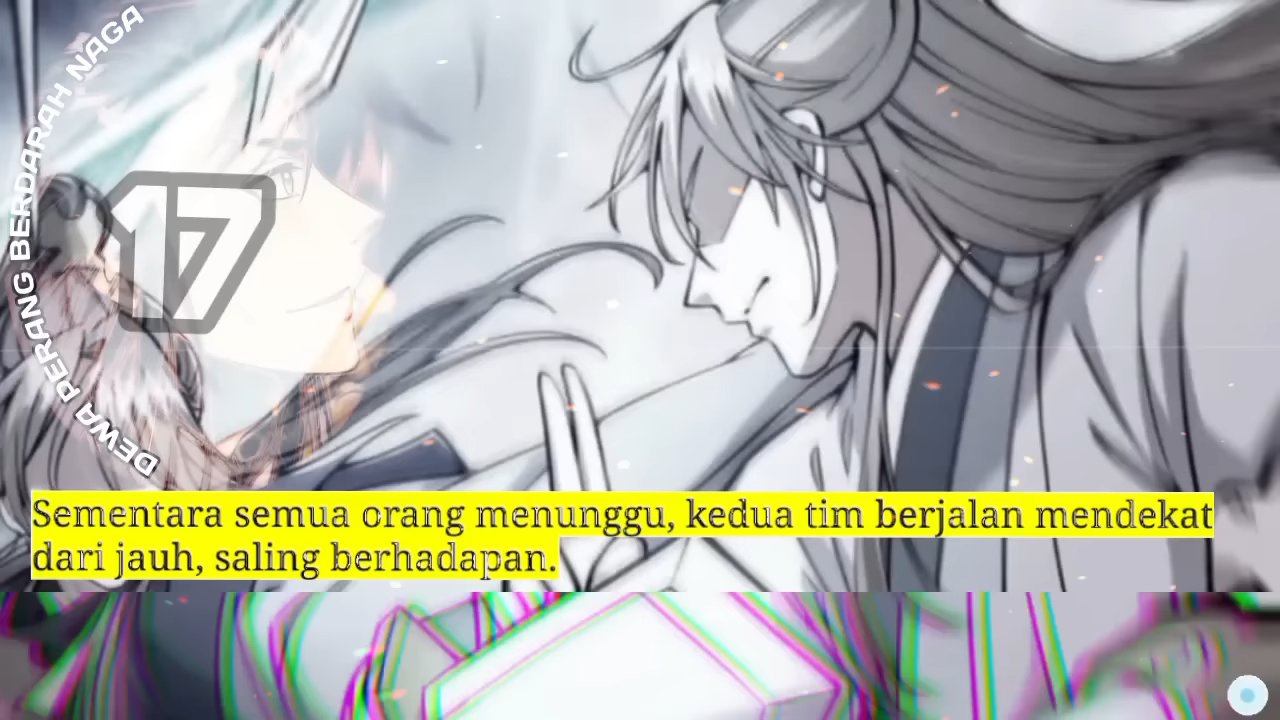 DEWA PERANG BERDARAH NAGA
17
Sementara semua orang menunggu, kedua tim berjalan mendekat
dari jauh, saling berhadapan.